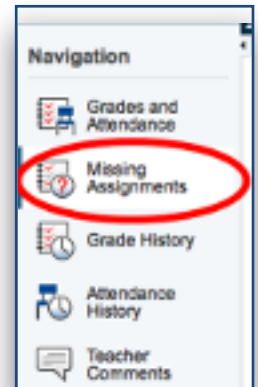 Navigation
Grades and
Attendance
Missing
Assignments
Grade History
Attendance
History
Teacher
Comments